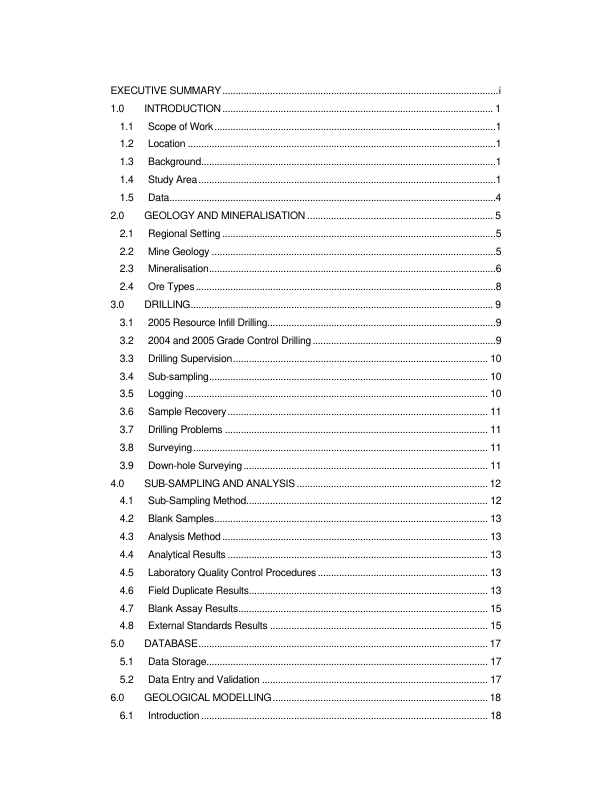 EXECUTIVE SUMMARY.....i
1.0 INTRODUCTION..... 1
1.1 Scope of Work.....1
1.2 Location .....1
1.3 Background.....1
1.4 Study Area.....1
1.5 Data.....4
2.0 GEOLOGY AND MINERALISATION ..... 5
2.1 Regional Setting .....5
2.2 Mine Geology .....5
2.3 Mineralisation.....6
2.4 Ore Types.....8
3.0 DRILLING..... 9
3.1 2005 Resource Infill Drilling.....9
3.2 2004 and 2005 Grade Control Drilling .....9
3.3 Drilling Supervision..... 10
3.4 Sub-sampling..... 10
3.5 Logging ..... 10
3.6 Sample Recovery ..... 11
3.7 Drilling Problems ..... 11
3.8 Surveying..... 11
3.9 Down-hole Surveying..... 11
4.0 SUB-SAMPLING AND ANALYSIS ..... 12
4.1 Sub-Sampling Method..... 12
4.2 Blank Samples..... 13
4.3 Analysis Method ..... 13
4.4 Analytical Results ..... 13
4.5 Laboratory Quality Control Procedures ..... 13
4.6 Field Duplicate Results..... 13
4.7 Blank Assay Results..... 15
4.8 External Standards Results ..... 15
5.0 DATABASE..... 17
5.1 Data Storage..... 17
5.2 Data Entry and Validation ..... 17
6.0 GEOLOGICAL MODELLING..... 18
6.1 Introduction ..... 18